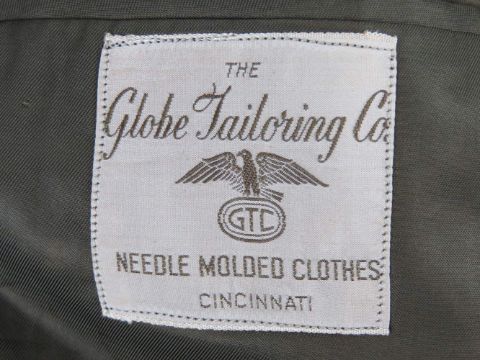 THE
Globe Tailoring Co.
GTC
NEEDLE MOLDED CLOTHES
CINCINNATI